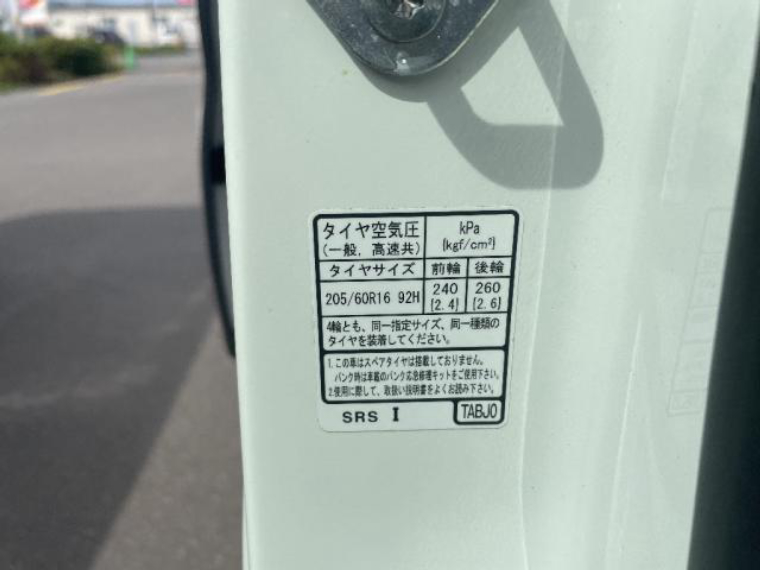 タイヤ空気圧
(一般, 高速共)
kPa
[kgf/cm²]
タイヤサイズ 前輪 後輪
205/60R16 92H 240 260
[2.4] [2.6]
4輪とも、同一指定サイズ、同一種類の
タイヤを装着してください。
1.この車はスペアタイヤは搭載しておりません。
パンク時は車載のパンク応急修理キットをご使用下さい。
2.使用に際して、取扱い説明書をよくお読み下さい。
SRS I TABJ0